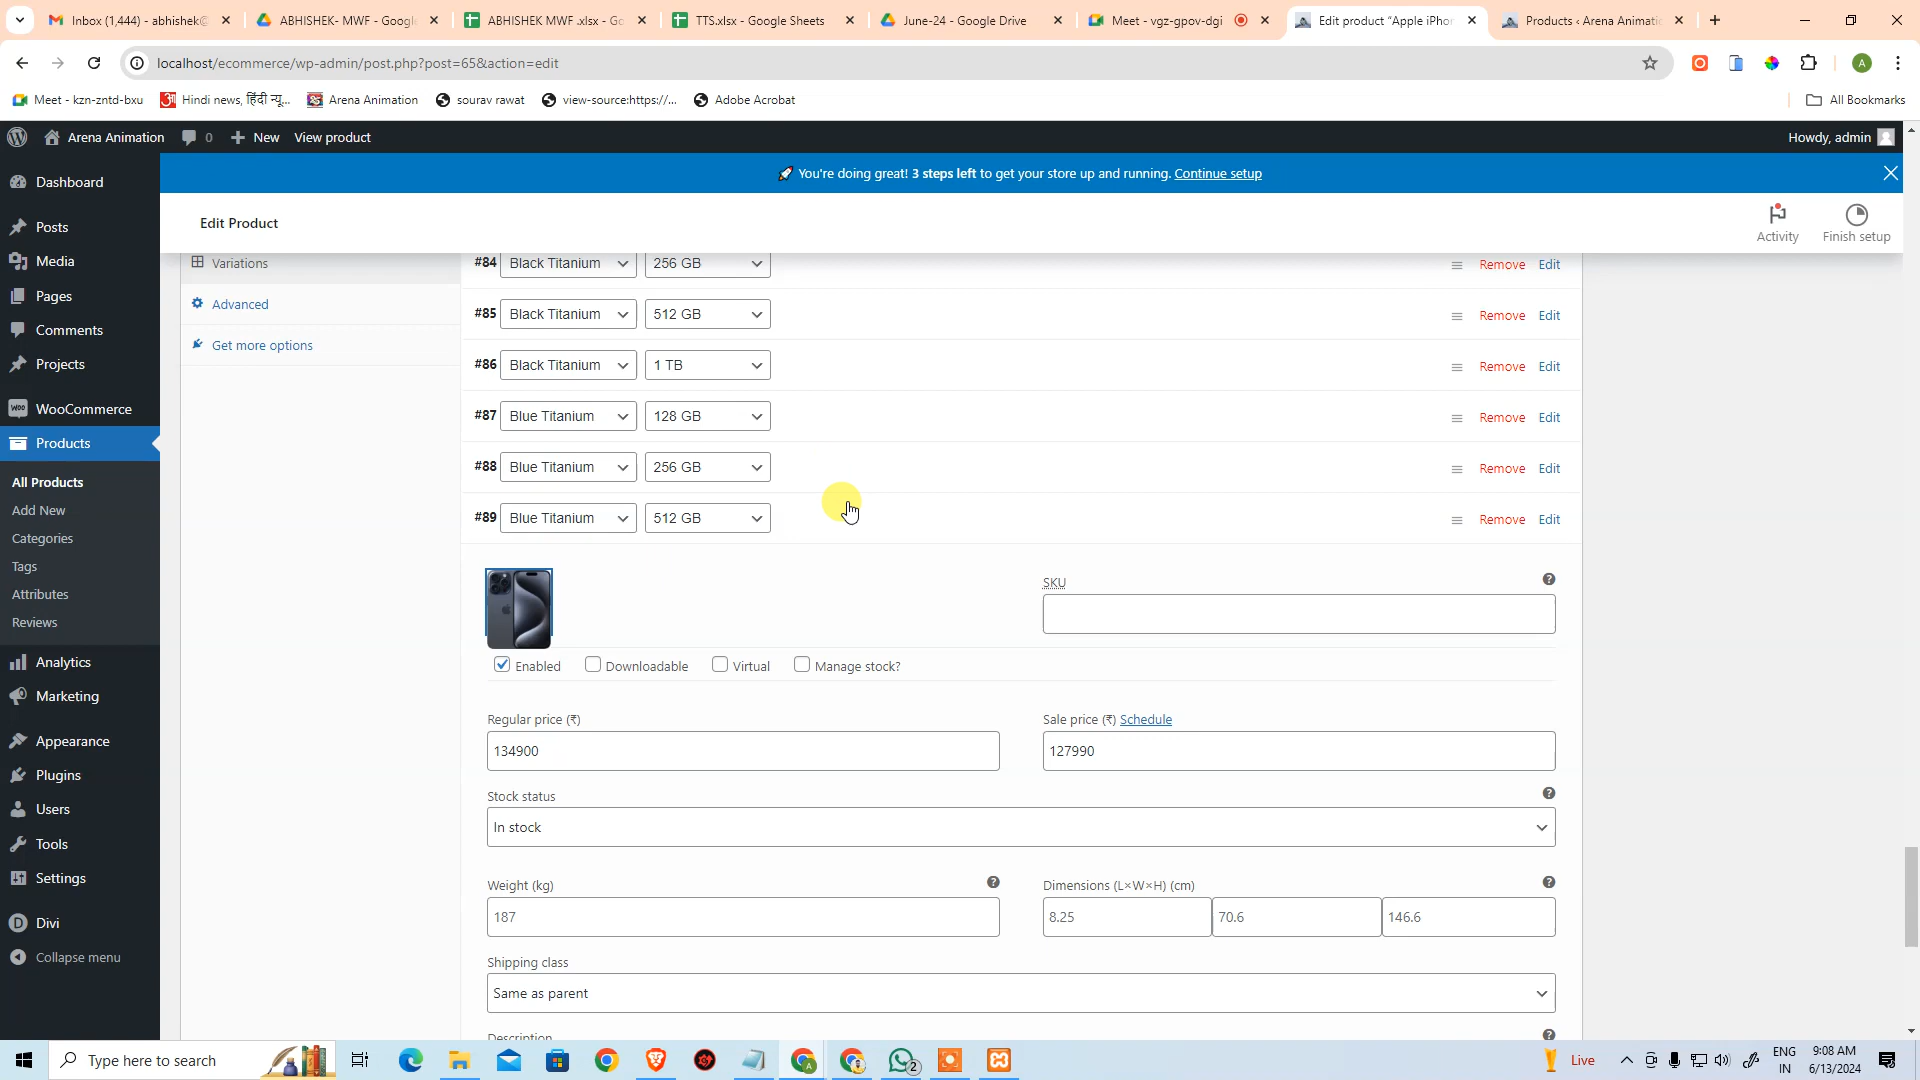 Inbox (1,444) - abhishek@
ABHISHEK- MWF - Google
ABHISHEK MWF .xlsx - Go
TTS.xlsx - Google Sheets
June-24 - Google Drive
Meet - vgz-gpov-dgi
Edit product “Apple iPho
Products ‹ Arena Animatic
localhost/ecommerce/wp-admin/post.php?post=65&action=edit
A
Meet - kzn-zntd-bxu
Hindi news, हिंदी न्यू...
Arena Animation
sourav rawat
view-source:https://...
Adobe Acrobat
All Bookmarks
Arena Animation
0
New
View product
Howdy, admin
You're doing great! 3 steps left to get your store up and running. Continue setup
Edit Product
Activity
Finish setup
Dashboard
Posts
Media
Pages
Comments
Projects
WooCommerce
Products
All Products
Add New
Categories
Tags
Attributes
Reviews
Analytics
Marketing
Appearance
Plugins
Users
Tools
Settings
Divi
Collapse menu
Variations
Advanced
Get more options
#84 Black Titanium 256 GB Remove Edit
#85 Black Titanium 512 GB Remove Edit
#86 Black Titanium 1 TB Remove Edit
#87 Blue Titanium 128 GB Remove Edit
#88 Blue Titanium 256 GB Remove Edit
#89 Blue Titanium 512 GB Remove Edit
SKU
Enabled Downloadable Virtual Manage stock?
Regular price (₹)
134900
Sale price (₹) Schedule
127990
Stock status
In stock
Weight (kg)
187
Dimensions (L×W×H) (cm)
8.25 70.6 146.6
Shipping class
Same as parent
Description
Type here to search
2
Live
ENG
IN
9:08 AM
6/13/2024